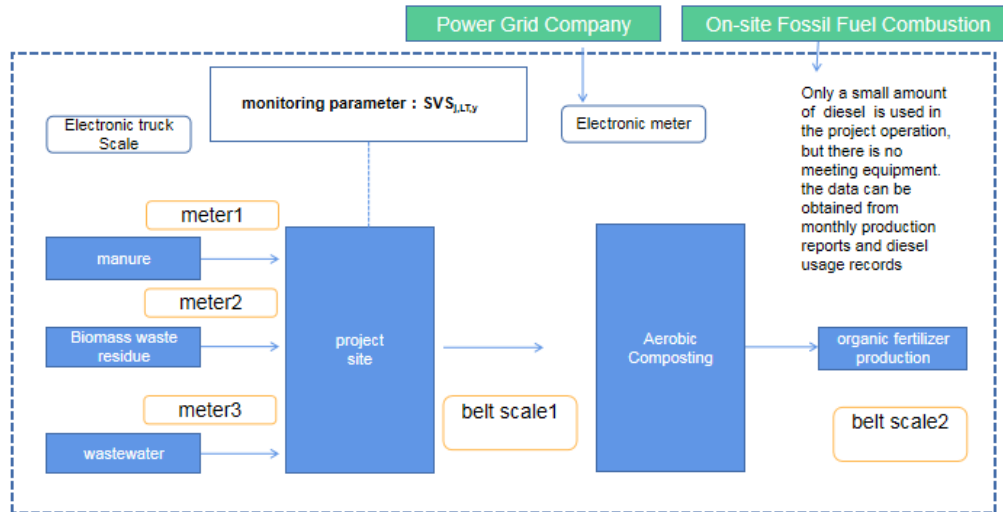 Power Grid Company
On-site Fossil Fuel Combustion
monitoring parameter：SVSj,LT,y
Electronic truck
Scale
Electronic meter
Only a small amount
of diesel is used in
the project operation,
but there is no
meeting equipment.
the data can be
obtained from
monthly production
reports and diesel
usage records
meter1
manure
meter2
Biomass waste
residue
meter3
wastewater
project
site
belt scale1
Aerobic
Composting
organic fertilizer
production
belt scale2